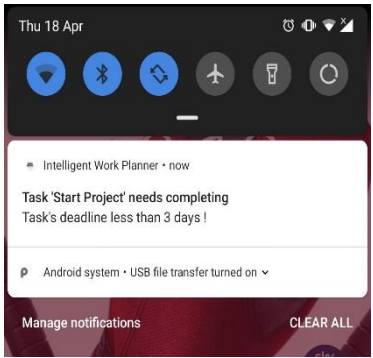 Thu 18 Apr
Intelligent Work Planner • now
Task 'Start Project' needs completing
Task's deadline less than 3 days !
Android system • USB file transfer turned on
Manage notifications
CLEAR ALL
sky